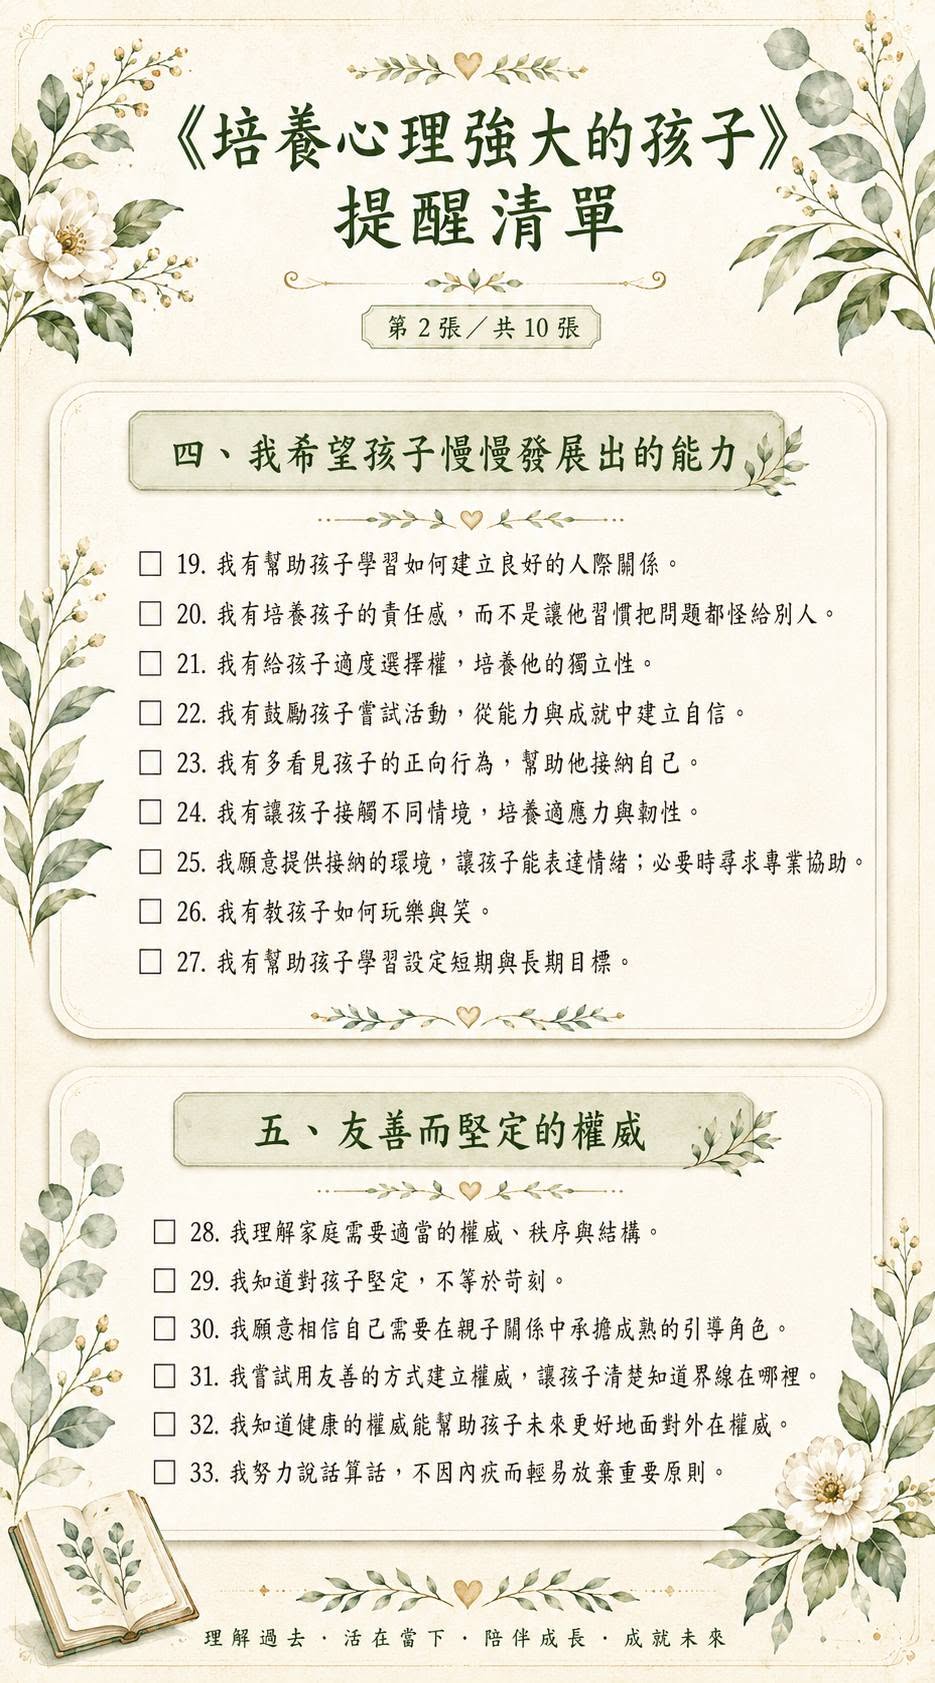 《培養心理強大的孩子》
提醒清單
第 2 張／共 10 張
四、我希望孩子慢慢發展出的能力
□ 19. 我有幫助孩子學習如何建立良好的人際關係。
□ 20. 我有培養孩子的責任感，而不是讓他習慣把問題都怪給別人。
□ 21. 我有給孩子適度選擇權，培養他的獨立性。
□ 22. 我有鼓勵孩子嘗試活動，從能力與成就中建立自信。
□ 23. 我有多看見孩子的正向行為，幫助他接納自己。
□ 24. 我有讓孩子接觸不同情境，培養適應力與韌性。
□ 25. 我願意提供接納的環境，讓孩子能表達情緒；必要時尋求專業協助。
□ 26. 我有教孩子如何玩樂與笑。
□ 27. 我有幫助孩子學習設定短期與長期目標。
五、友善而堅定的權威
□ 28. 我理解家庭需要適當的權威、秩序與結構。
□ 29. 我知道對孩子堅定，不等於苛刻。
□ 30. 我願意相信自己需要在親子關係中承擔成熟的引導角色。
□ 31. 我嘗試用友善的方式建立權威，讓孩子清楚知道界線在哪裡。
□ 32. 我知道健康的權威能幫助孩子未來更好地面對外在權威。
□ 33. 我努力說話算話，不因內疚而輕易放棄重要原則。
理解過去・活在當下・陪伴成長・成就未來